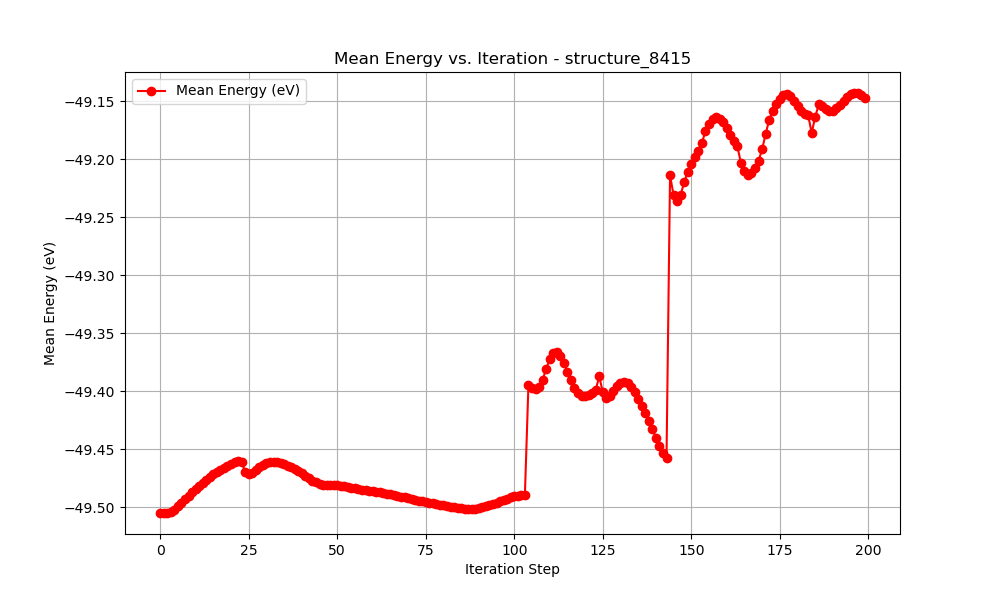 Mean Energy vs. Iteration - structure_8415
Mean Energy (eV)
Mean Energy (eV)
−49.15
−49.20
−49.25
−49.30
−49.35
−49.40
−49.45
−49.50
0 25 50 75 100 125 150 175 200
Iteration Step